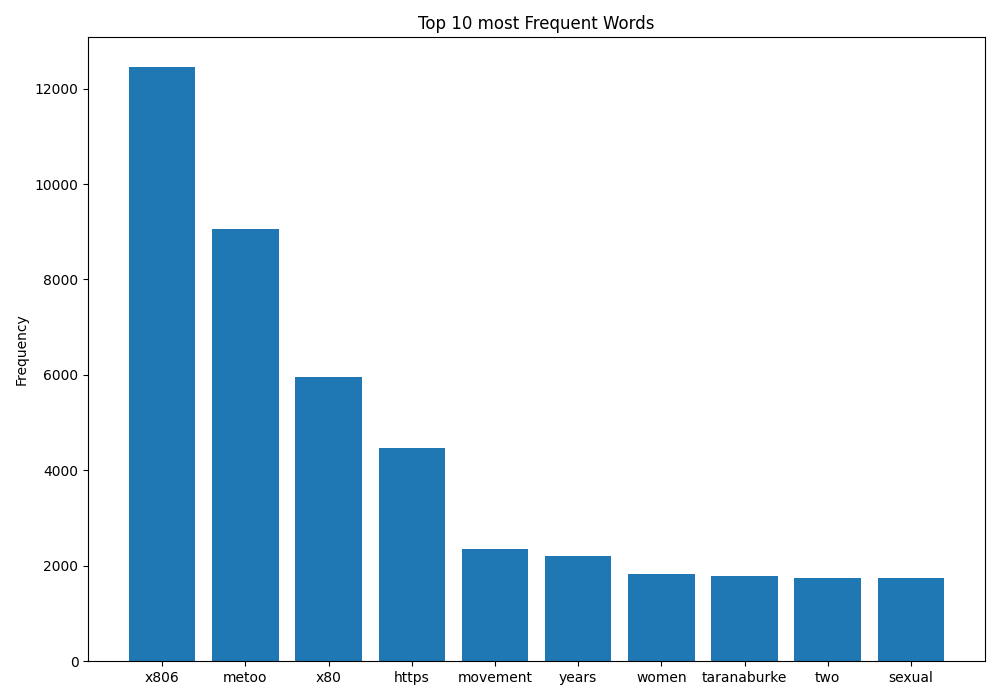 Top 10 most Frequent Words
Frequency
12000
10000
8000
6000
4000
2000
0
x806 metoo x80 https movement years women taranaburke two sexual